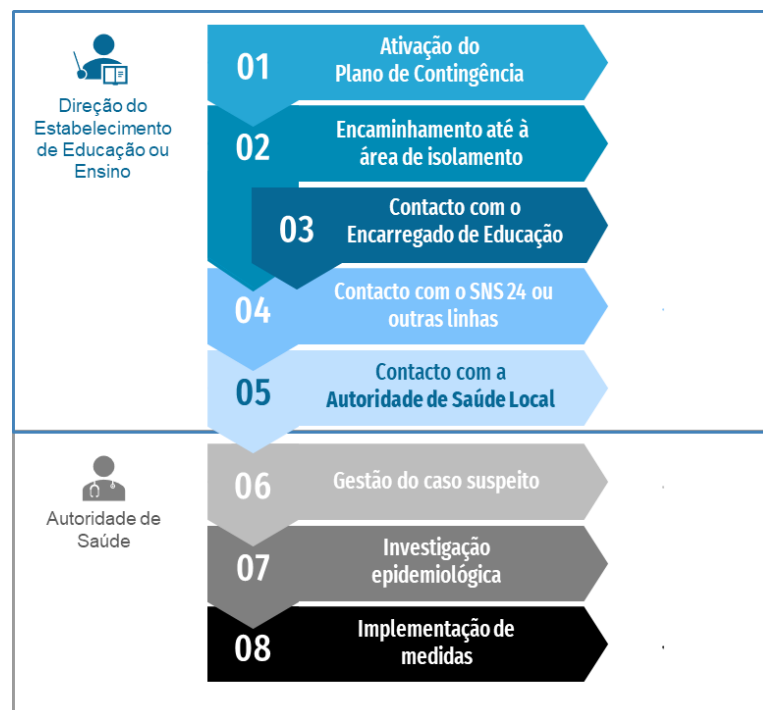 Direção do
Estabelecimento
de Educação ou
Ensino
01
Ativação do
Plano de Contingência
02
Encaminhamento até à
área de isolamento
03
Contacto com o
Encarregado de Educação
04
Contacto com o SNS 24 ou
outras linhas
05
Contacto com a
Autoridade de Saúde Local
Autoridade de
Saúde
06
Gestão do caso suspeito
07
Investigação
epidemiológica
08
Implementação de
medidas